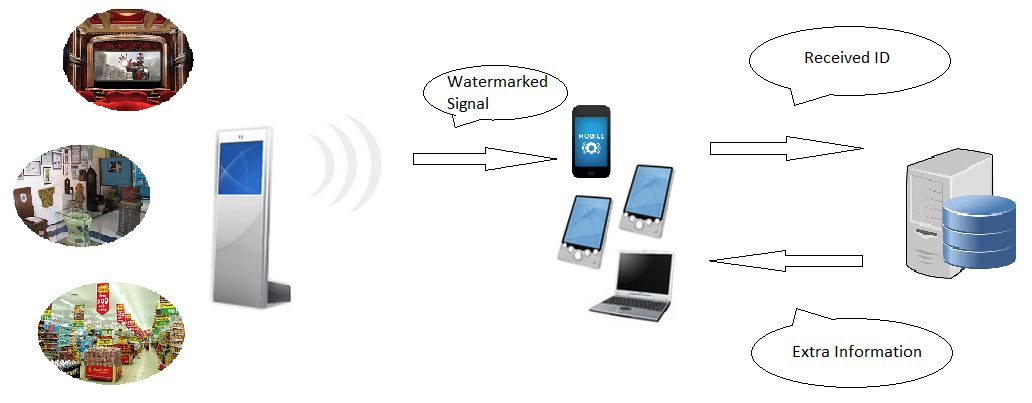 Watermarked
Signal
MOBILE
Received ID
Extra Information